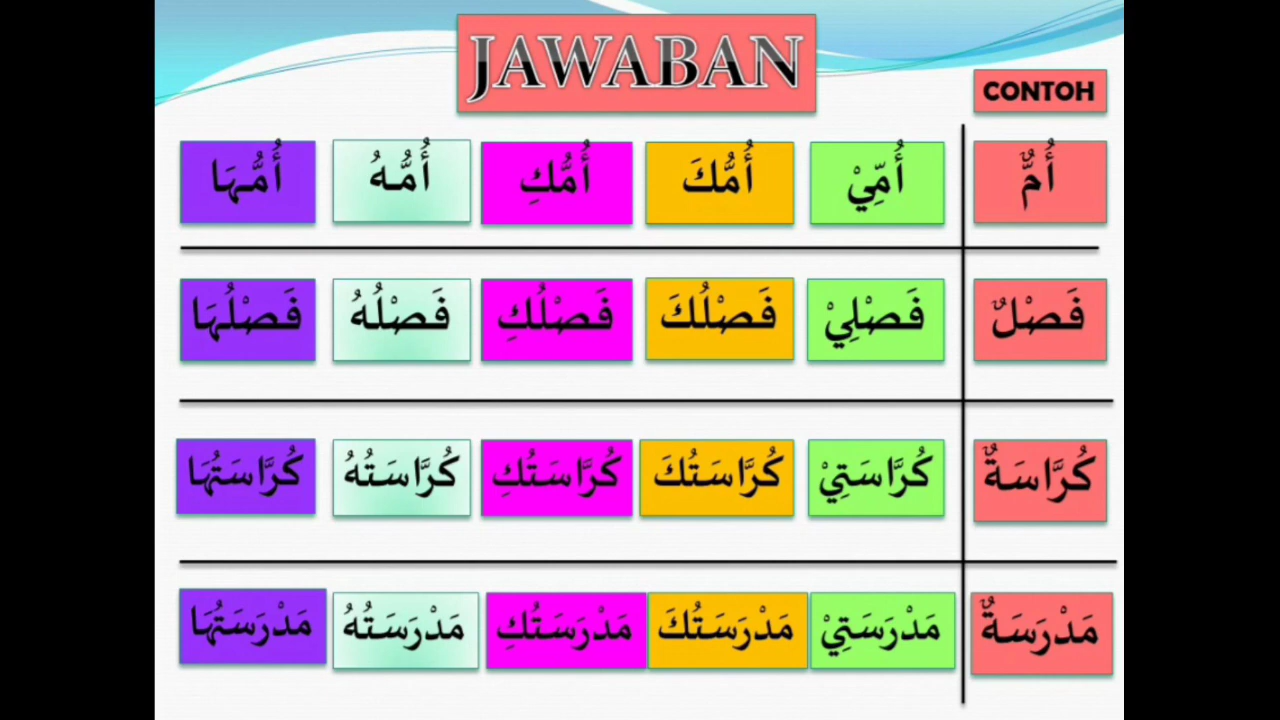 JAWABAN
CONTOH
أُمٌّ أُمِّيْ أُمُّكَ أُمُّكِ أُمُّهُ أُمُّهَا
فَصْلٌ فَصْلِيْ فَصْلُكَ فَصْلُكِ فَصْلُهُ فَصْلُهَا
كُرَّاسَةٌ كُرَّاسَتِيْ كُرَّاسَتُكَ كُرَّاسَتُكِ كُرَّاسَتُهُ كُرَّاسَتُهَا
مَدْرَسَةٌ مَدْرَسَتِيْ مَدْرَسَتُكَ مَدْرَسَتُكِ مَدْرَسَتُهُ مَدْرَسَتُهَا